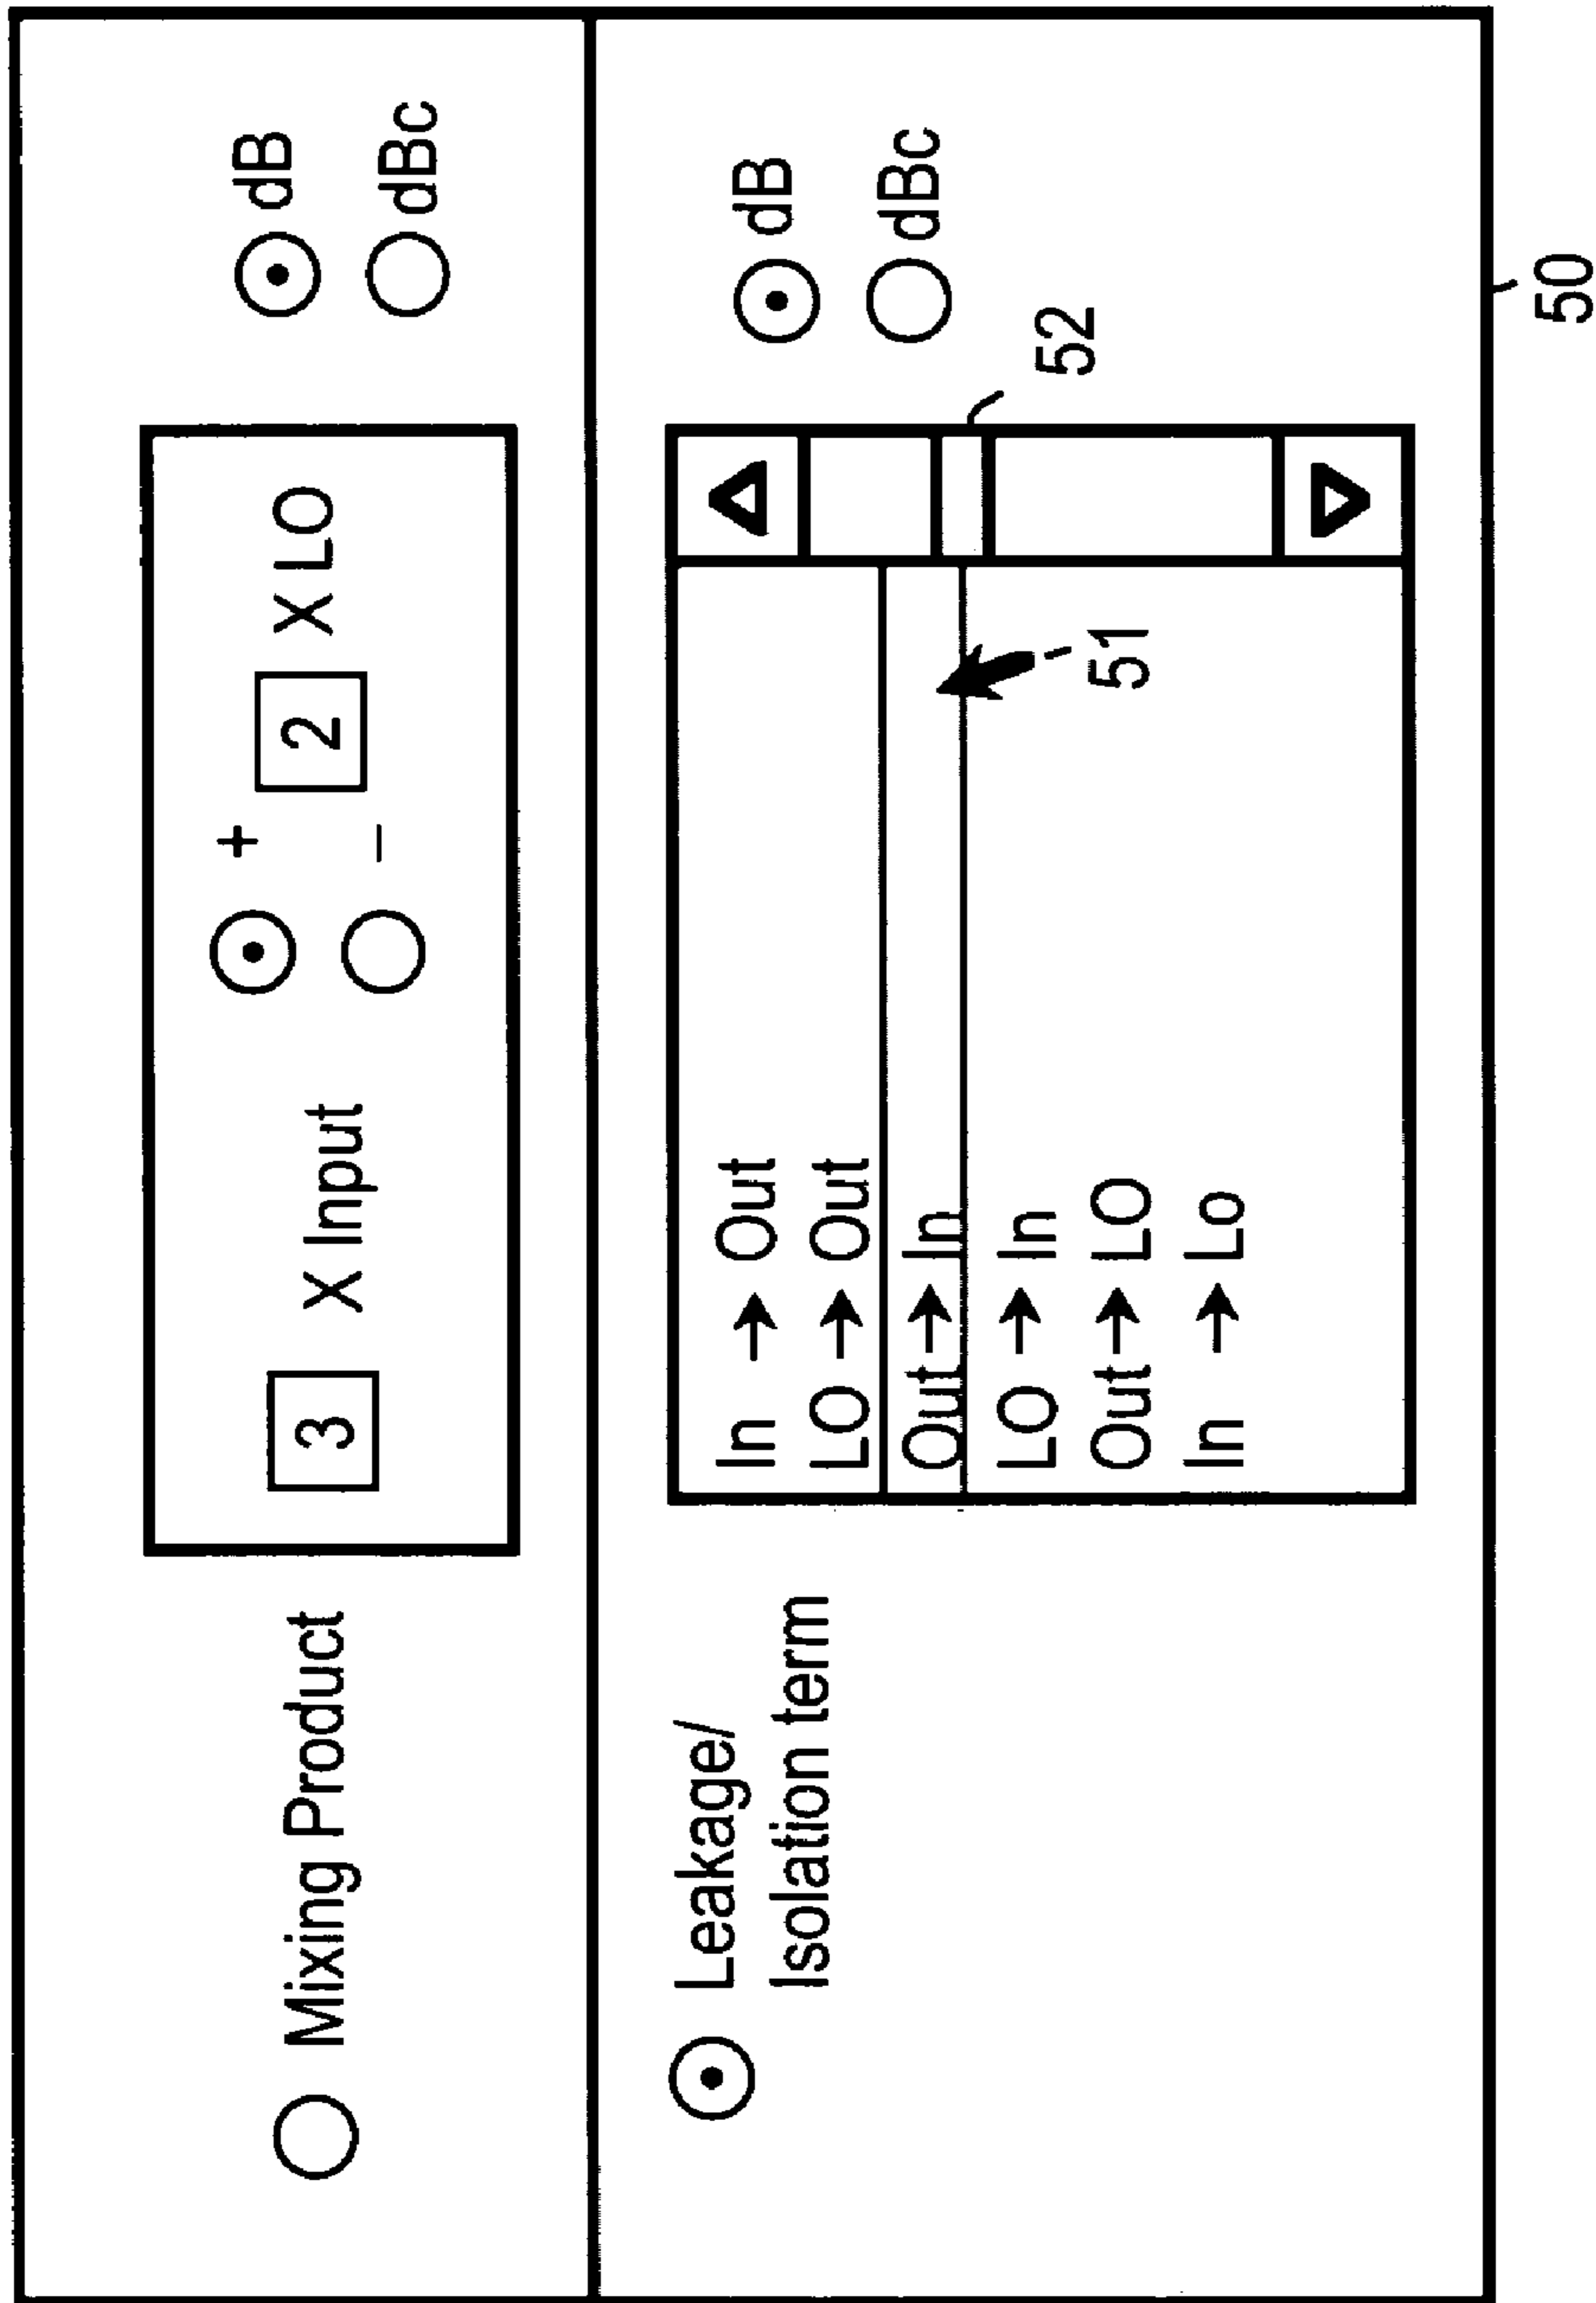 Mixing Product
3 x Input
+
−
2 x LO
dB
dBc
Leakage/
Isolation term
In → Out
LO → Out
Out → In
LO → In
Out → LO
In → Lo
51
52
dB
dBc
50